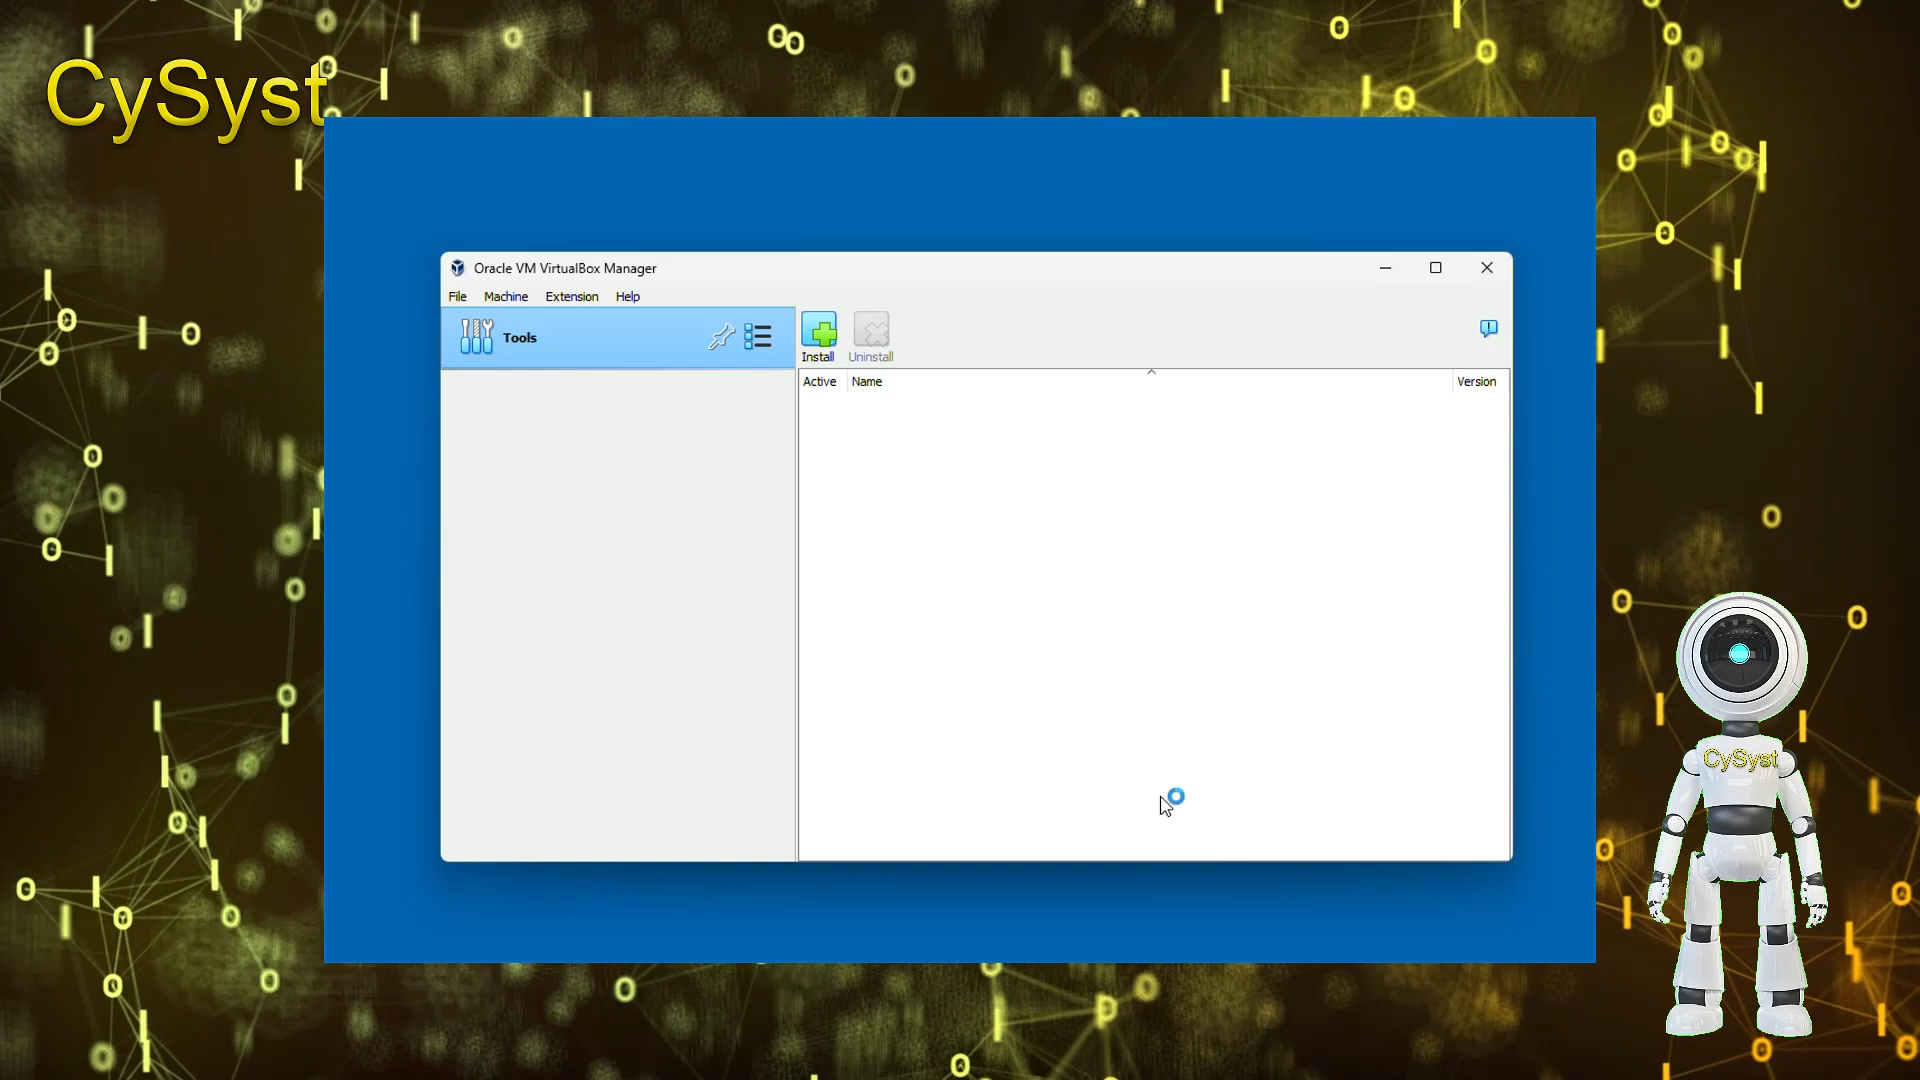 CySyst
Oracle VM VirtualBox Manager
File Machine Extension Help
Tools
Install Uninstall
Active Name Version
CySyst